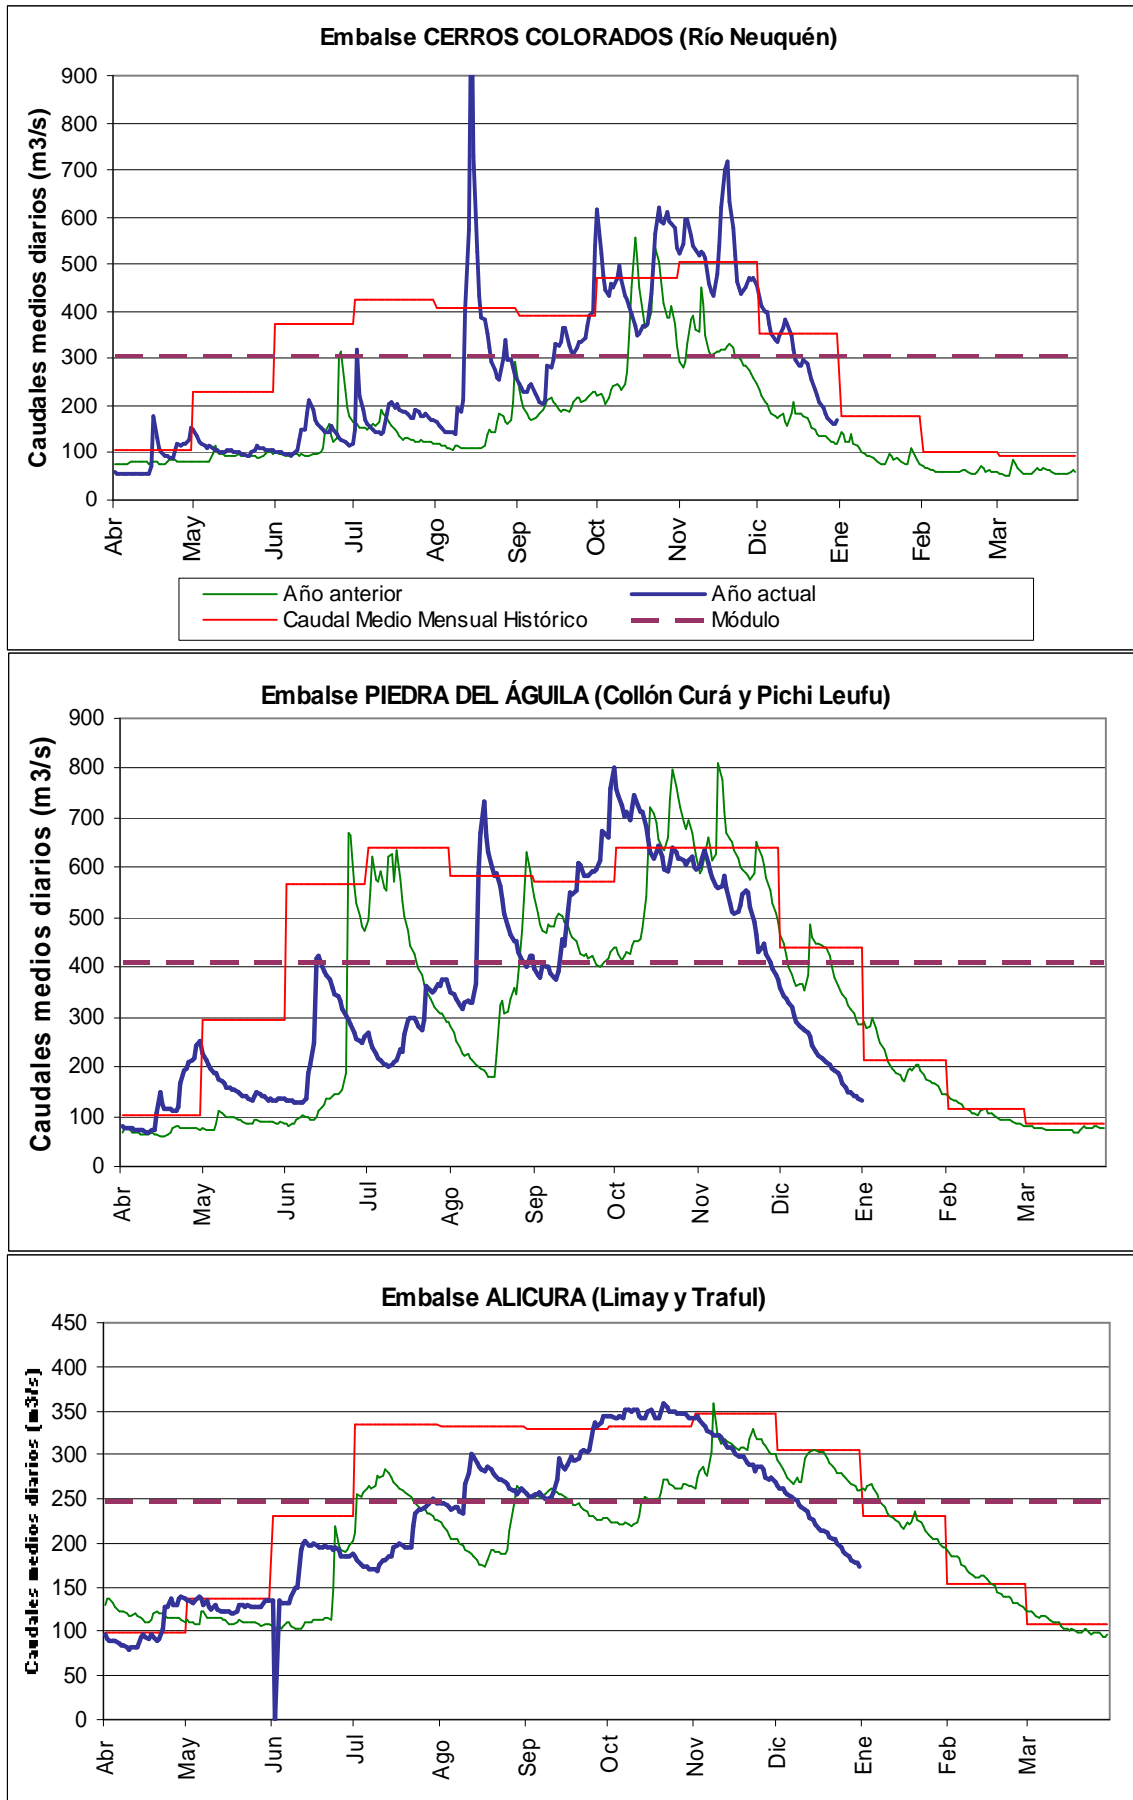 Embalse CERROS COLORADOS (Río Neuquén)
Caudales medios diarios (m3/s)
900
800
700
600
500
400
300
200
100
0
Abr May Jun Jul Ago Sep Oct Nov Dic Ene Feb Mar
Año anterior Año actual
Caudal Medio Mensual Histórico Módulo
Embalse PIEDRA DEL ÁGUILA (Collón Curá y Pichi Leufu)
Caudales medios diarios (m3/s)
900
800
700
600
500
400
300
200
100
0
Abr May Jun Jul Ago Sep Oct Nov Dic Ene Feb Mar
Embalse ALICURA (Limay y Traful)
Caudales medios diarios (m3/s)
450
400
350
300
250
200
150
100
50
0
Abr May Jun Jul Ago Sep Oct Nov Dic Ene Feb Mar